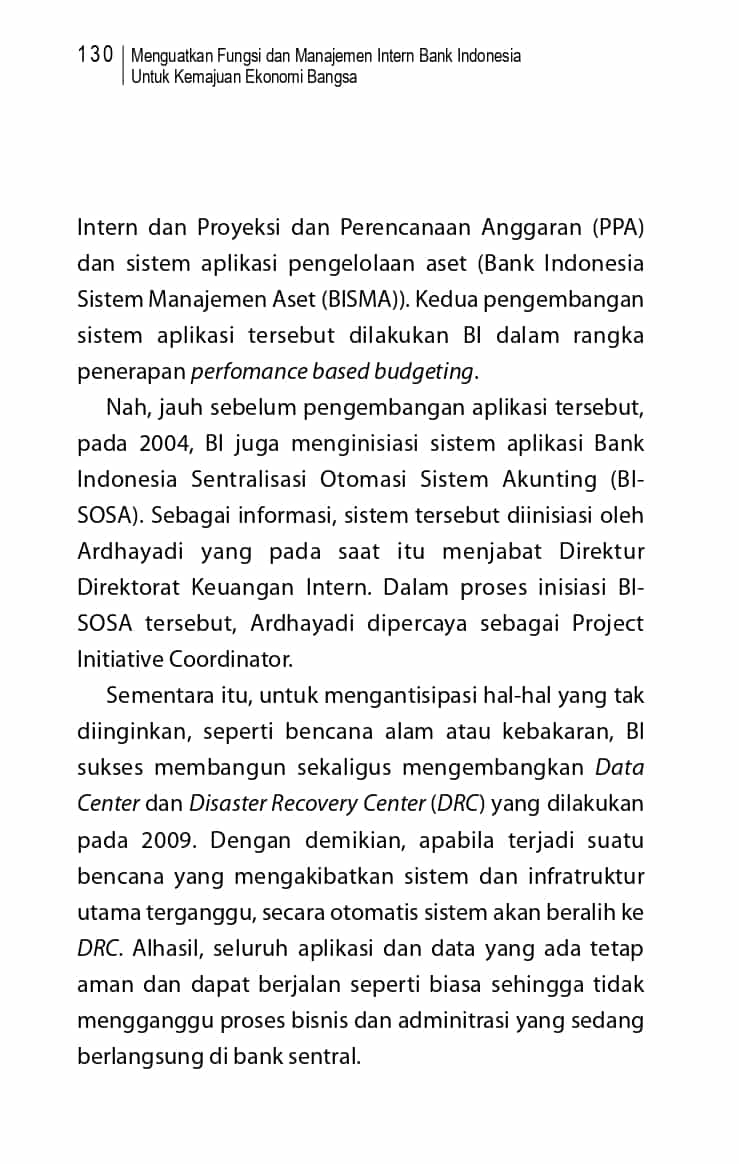 130 Menguatkan Fungsi dan Manajemen Intern Bank Indonesia
Untuk Kemajuan Ekonomi Bangsa
Intern dan Proyeksi dan Perencanaan Anggaran (PPA)
dan sistem aplikasi pengelolaan aset (Bank Indonesia
Sistem Manajemen Aset (BISMA)). Kedua pengembangan
sistem aplikasi tersebut dilakukan BI dalam rangka
penerapan perfomance based budgeting.
Nah, jauh sebelum pengembangan aplikasi tersebut,
pada 2004, BI juga menginisiasi sistem aplikasi Bank
Indonesia Sentralisasi Otomasi Sistem Akunting (BI-
SOSA). Sebagai informasi, sistem tersebut diinisiasi oleh
Ardhayadi yang pada saat itu menjabat Direktur
Direktorat Keuangan Intern. Dalam proses inisiasi BI-
SOSA tersebut, Ardhayadi dipercaya sebagai Project
Initiative Coordinator.
Sementara itu, untuk mengantisipasi hal-hal yang tak
diinginkan, seperti bencana alam atau kebakaran, BI
sukses membangun sekaligus mengembangkan Data
Center dan Disaster Recovery Center (DRC) yang dilakukan
pada 2009. Dengan demikian, apabila terjadi suatu
bencana yang mengakibatkan sistem dan infratruktur
utama terganggu, secara otomatis sistem akan beralih ke
DRC. Alhasil, seluruh aplikasi dan data yang ada tetap
aman dan dapat berjalan seperti biasa sehingga tidak
mengganggu proses bisnis dan adminitrasi yang sedang
berlangsung di bank sentral.